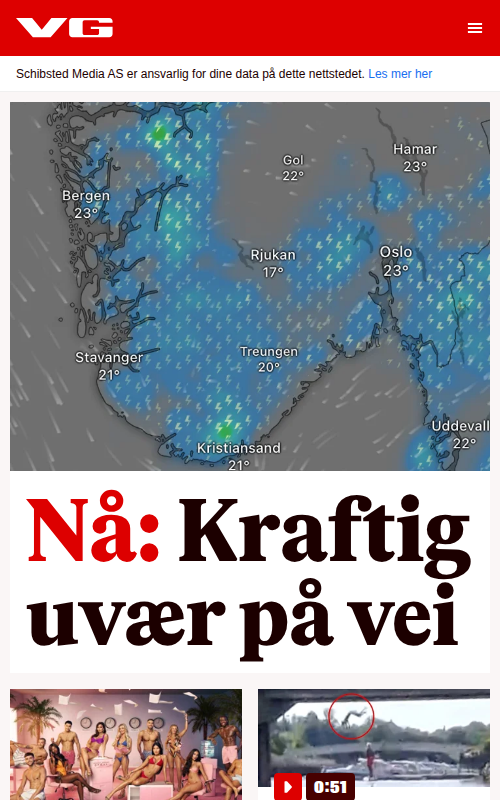 VG
Schibsted Media AS er ansvarlig for dine data på dette nettstedet. Les mer her
Gol
22°
Hamar
23°
Bergen
23°
Rjukan
17°
Oslo
23°
Stavanger
21°
Treungen
20°
Uddevall
22°
Kristiansand
21°
Nå: Kraftig
uvær på vei
0:51